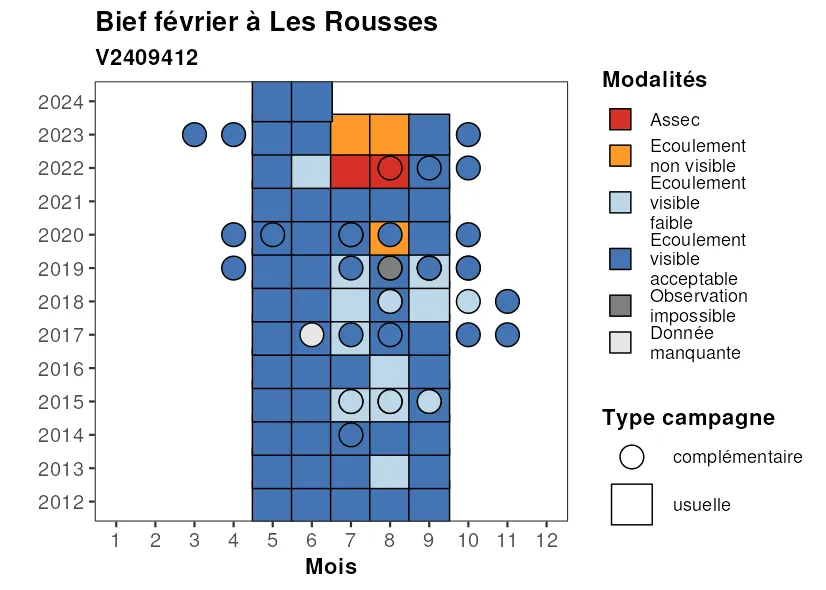 Bief février à Les Rousses
V2409412
2024
2023
2022
2021
2020
2019
2018
2017
2016
2015
2014
2013
2012
1 2 3 4 5 6 7 8 9 10 11 12
Mois
Modalités
Assec
Ecoulement
non visible
Ecoulement
visible
faible
Ecoulement
visible
acceptable
Observation
impossible
Donnée
manquante
Type campagne
complémentaire
usuelle